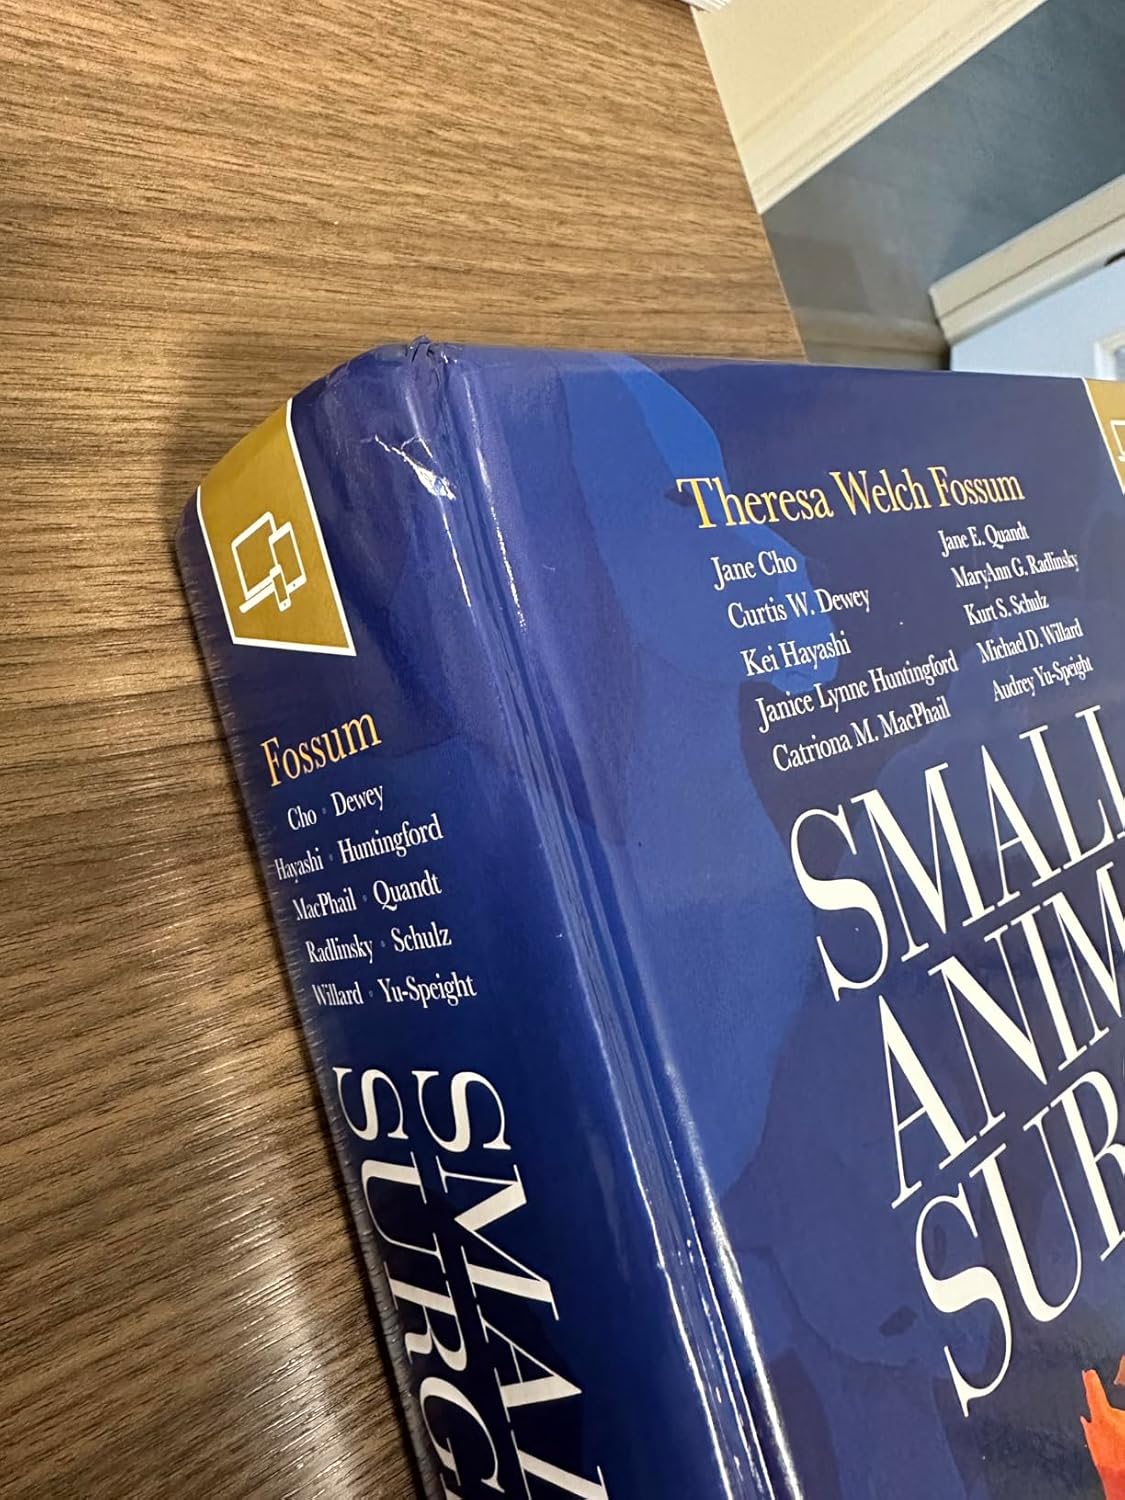 Theresa Welch Fossum
Jane Cho
Curtis W. Dewey
Kei Hayashi
Janice Lynne Huntingford
Catriona M. MacPhail
Jane E. Quandt
MaryAnn G. Radlinsky
Kurt S. Schulz
Michael D. Willard
Audrey Yu-Speight
SMALL
ANIM
SUR
Fossum
Cho • Dewey
Hayashi • Huntingford
MacPhail • Quandt
Radlinsky • Schulz
Willard • Yu-Speight
SMAL
SURG